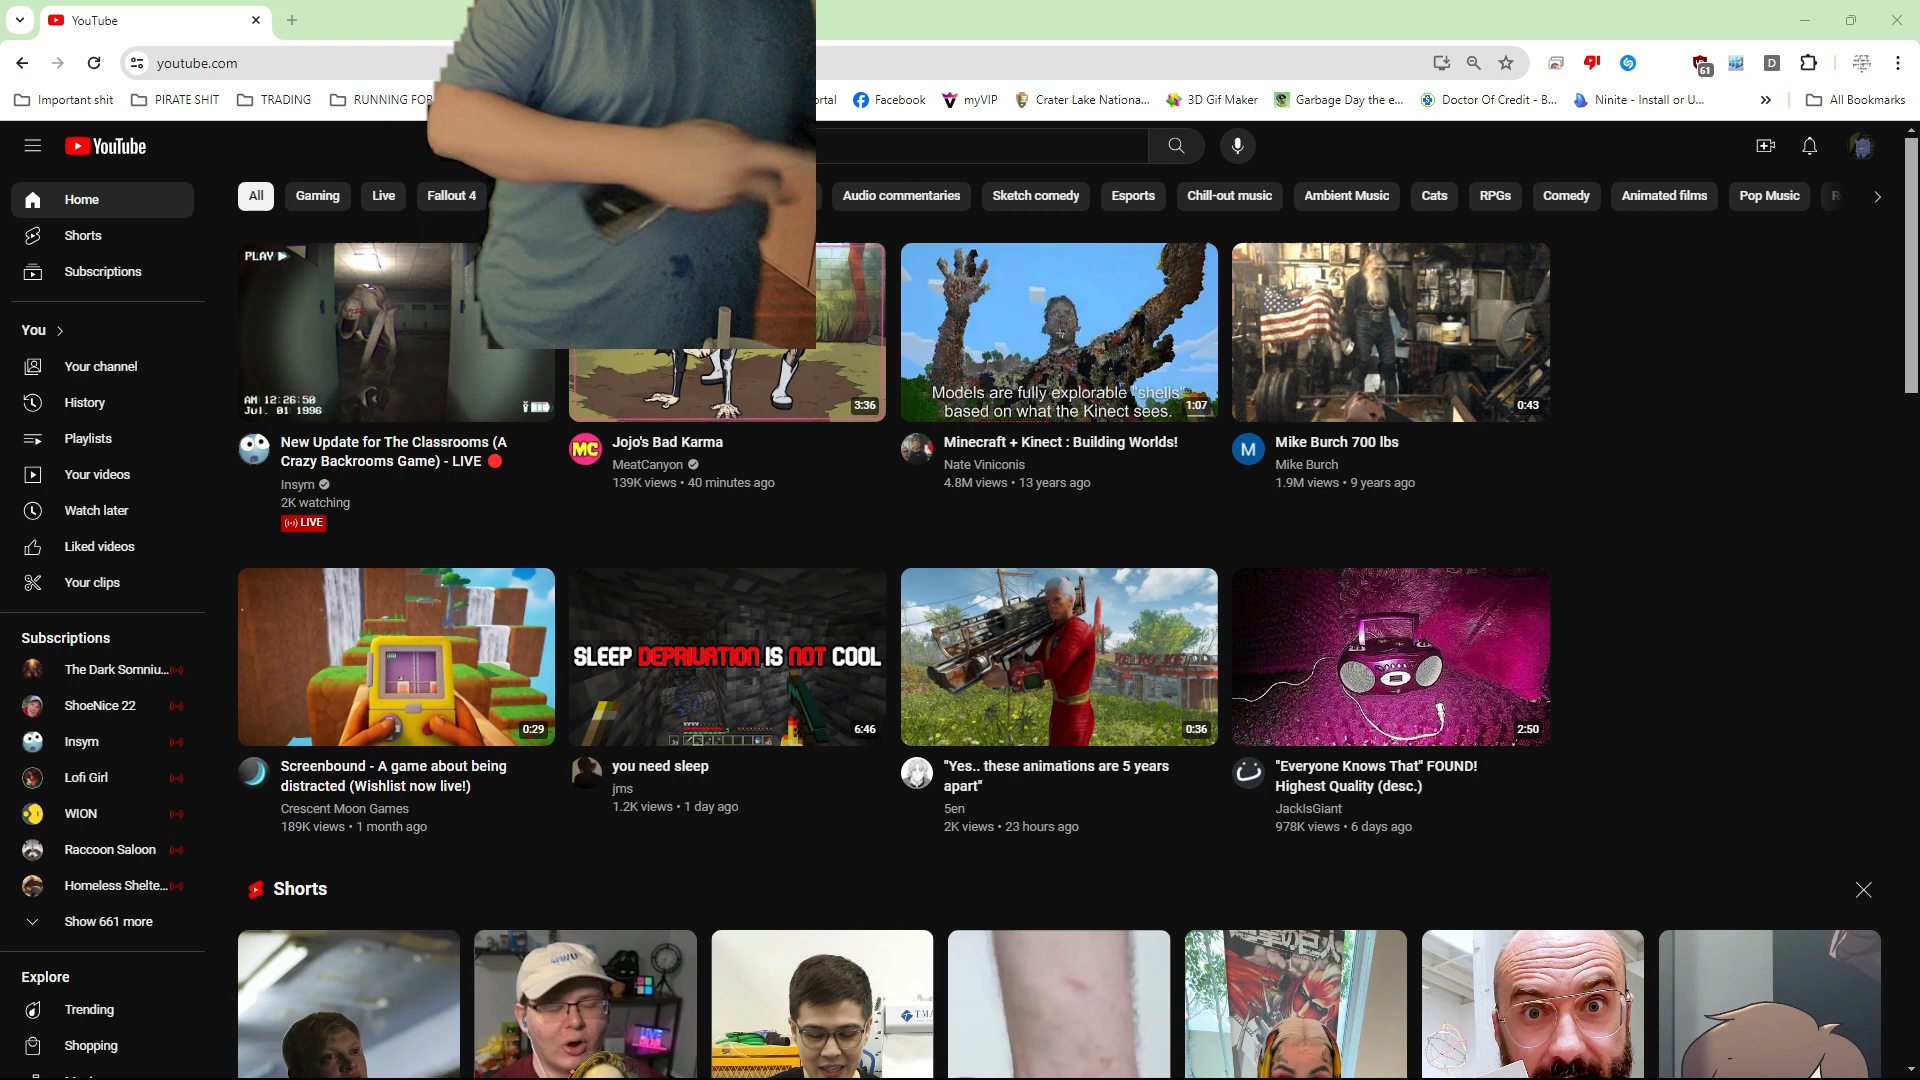 YouTube
youtube.com
Important shit
PIRATE SHIT
TRADING
RUNNING FOR
Facebook
myVIP
Crater Lake Nationa...
3D Gif Maker
Garbage Day the e...
Doctor Of Credit - B...
Ninite - Install or U...
All Bookmarks
61
D
YouTube
Home
Shorts
Subscriptions
You
Your channel
History
Playlists
Your videos
Watch later
Liked videos
Your clips
Subscriptions
The Dark Somniu...
ShoeNice 22
Insym
Lofi Girl
WION
Raccoon Saloon
Homeless Shelte...
Show 661 more
Explore
Trending
Shopping
All
Gaming
Live
Fallout 4
Audio commentaries
Sketch comedy
Esports
Chill-out music
Ambient Music
Cats
RPGs
Comedy
Animated films
Pop Music
PLAY
AM 12:26:50
Jul. 01 1996
New Update for The Classrooms (A
Crazy Backrooms Game) - LIVE
Insym
2K watching
LIVE
3:36
MC
Jojo's Bad Karma
MeatCanyon
139K views • 40 minutes ago
Models are fully explorable "shells"
based on what the Kinect sees.
1:07
Minecraft + Kinect : Building Worlds!
Nate Viniconis
4.8M views • 13 years ago
0:43
M
Mike Burch 700 lbs
Mike Burch
1.9M views • 9 years ago
0:29
Screenbound - A game about being
distracted (Wishlist now live!)
Crescent Moon Games
189K views • 1 month ago
SLEEP DEPRIVATION IS NOT COOL
6:46
you need sleep
jms
1.2K views • 1 day ago
0:36
"Yes.. these animations are 5 years
apart"
5en
2K views • 23 hours ago
2:50
"Everyone Knows That" FOUND!
Highest Quality (desc.)
JackIsGiant
978K views • 6 days ago
Shorts